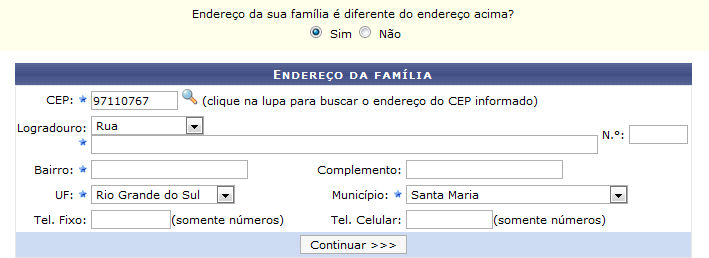 Endereço da sua família é diferente do endereço acima?
Sim Não
ENDEREÇO DA FAMÍLIA
CEP: 97110767 (clique na lupa para buscar o endereço do CEP informado)
Logradouro: Rua
N.º:
Bairro: Complemento:
UF: Rio Grande do Sul Município: Santa Maria
Tel. Fixo: (somente números) Tel. Celular: (somente números)
Continuar >>>